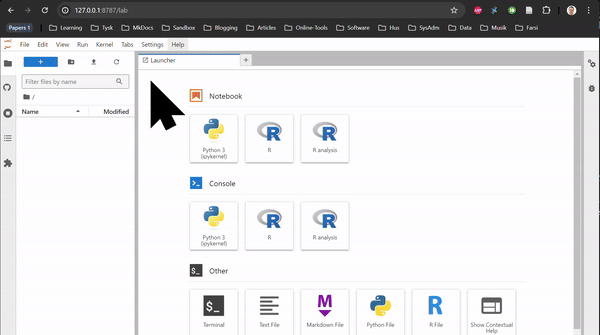 127.0.0.1:8787/lab
Papers 1 Learning Tysk MkDocs Sandbox Blogging Articles Online-Tools Software Hus SysAdm Data Musik Farsi
File Edit View Run Kernel Tabs Settings Help
+
Launcher +
Filter files by name
/
Name Modified
Notebook
Python 3
(ipykernel)
R
R analysis
Console
Python 3
(ipykernel)
R
R analysis
$_ Other
Terminal
Text File
Markdown File
Python File
R File
Show Contextual
Help